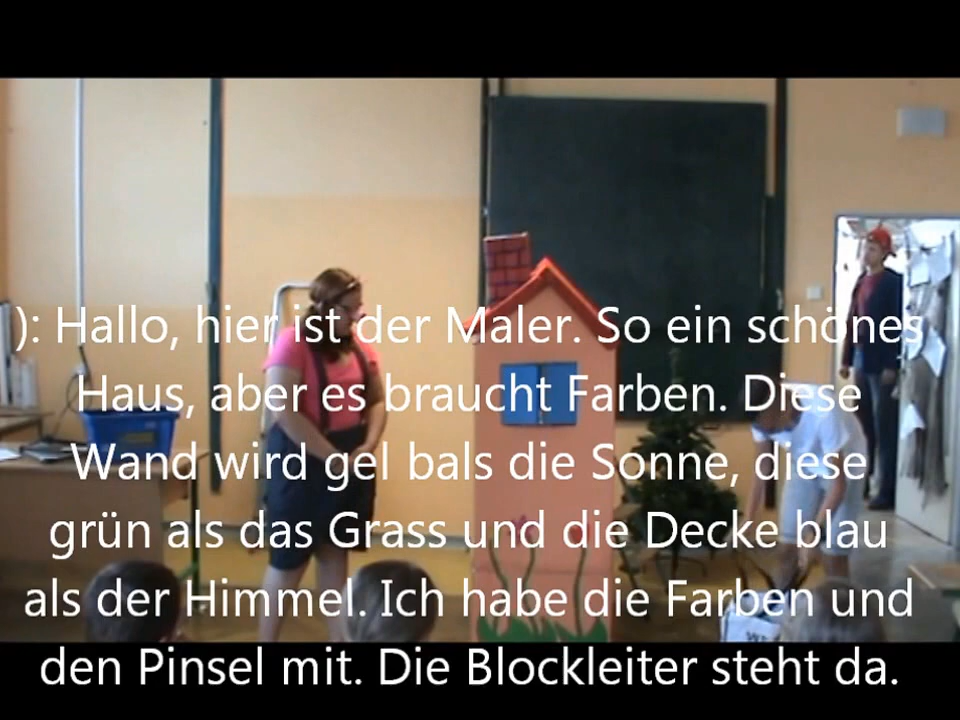 ): Hallo, hier ist der Maler. So ein schönes
Haus, aber es braucht Farben. Diese
Wand wird gel bals die Sonne, diese
grün als das Grass und die Decke blau
als der Himmel. Ich habe die Farben und
den Pinsel mit. Die Blockleiter steht da.